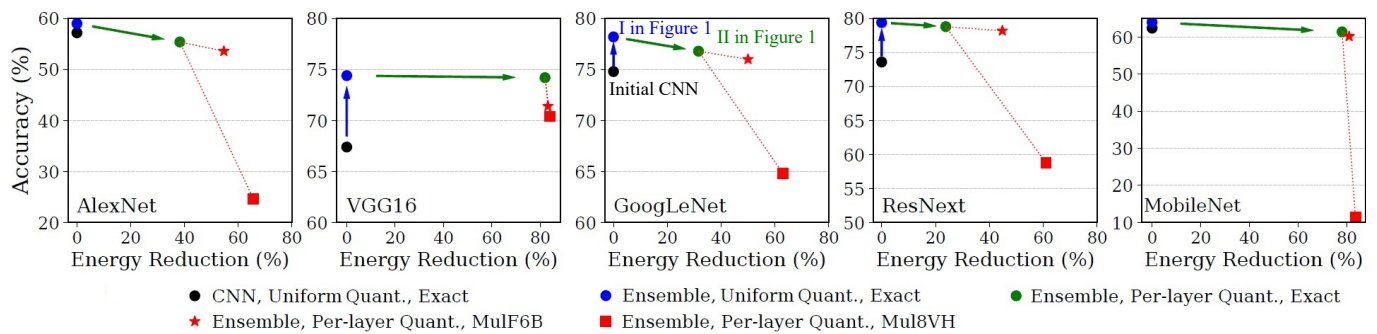 Accuracy (%)
60
50
40
30
20
AlexNet
0 20 40 60 80
Energy Reduction (%)
80
75
70
65
60
VGG16
0 20 40 60 80
Energy Reduction (%)
80
75
70
65
60
I in Figure 1
II in Figure 1
Initial CNN
GoogLeNet
0 20 40 60 80
Energy Reduction (%)
80
75
70
65
60
55
50
ResNext
0 20 40 60 80
Energy Reduction (%)
60
50
40
30
20
10
MobileNet
0 20 40 60 80
Energy Reduction (%)
CNN, Uniform Quant., Exact
Ensemble, Uniform Quant., Exact
Ensemble, Per-layer Quant., Exact
Ensemble, Per-layer Quant., MulF6B
Ensemble, Per-layer Quant., Mul8VH